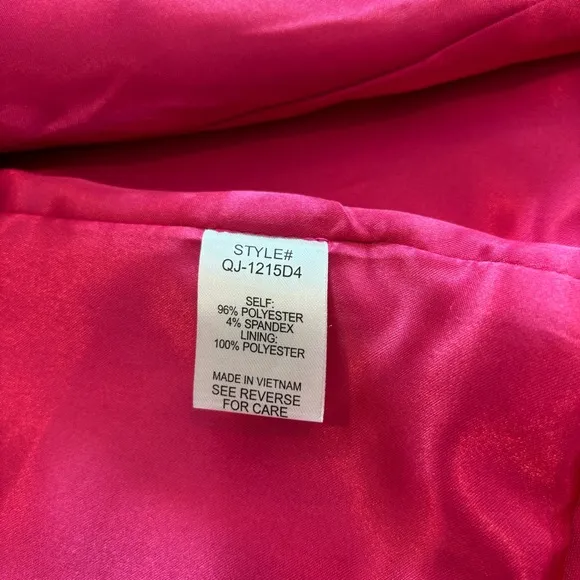 STYLE#
QJ-1215D4
SELF:
96% POLYESTER
4% SPANDEX
LINING:
100% POLYESTER
MADE IN VIETNAM
SEE REVERSE
FOR CARE